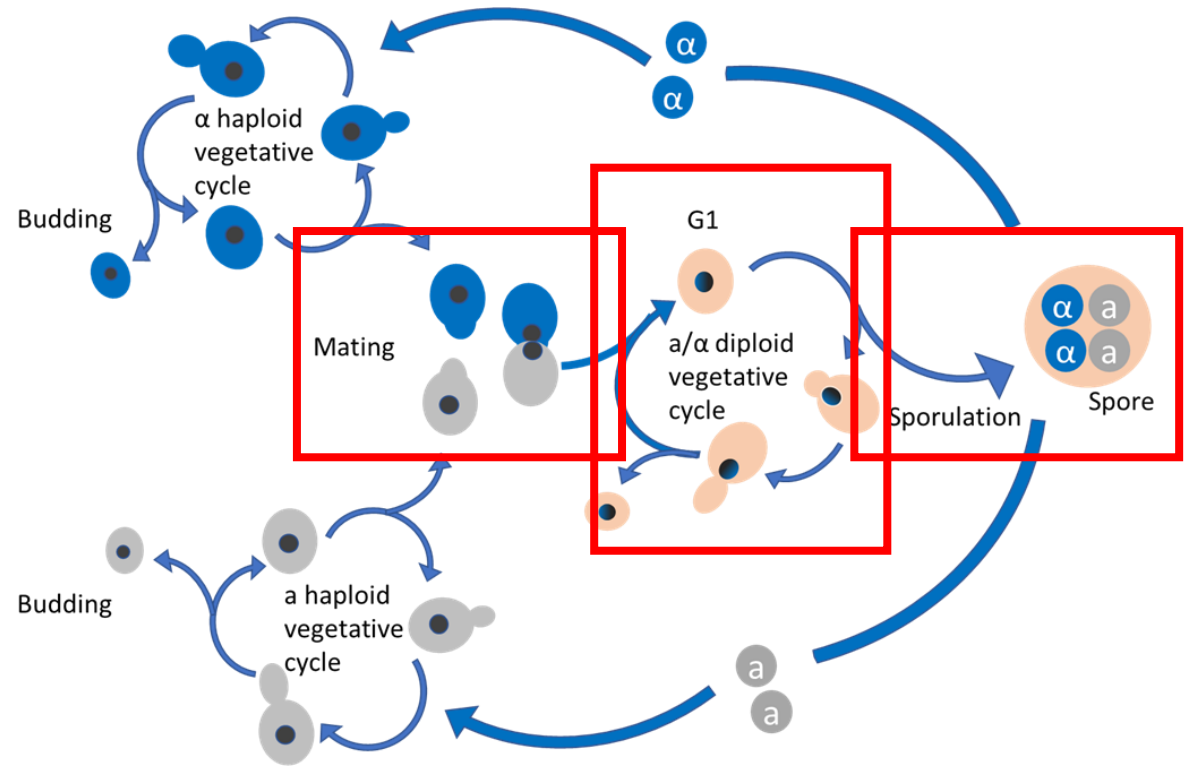 α
α
α haploid
vegetative
cycle
Budding
G1
Mating
a/α diploid
vegetative
cycle
α a
α a
Spore
Sporulation
Budding
a haploid
vegetative
cycle
a
a